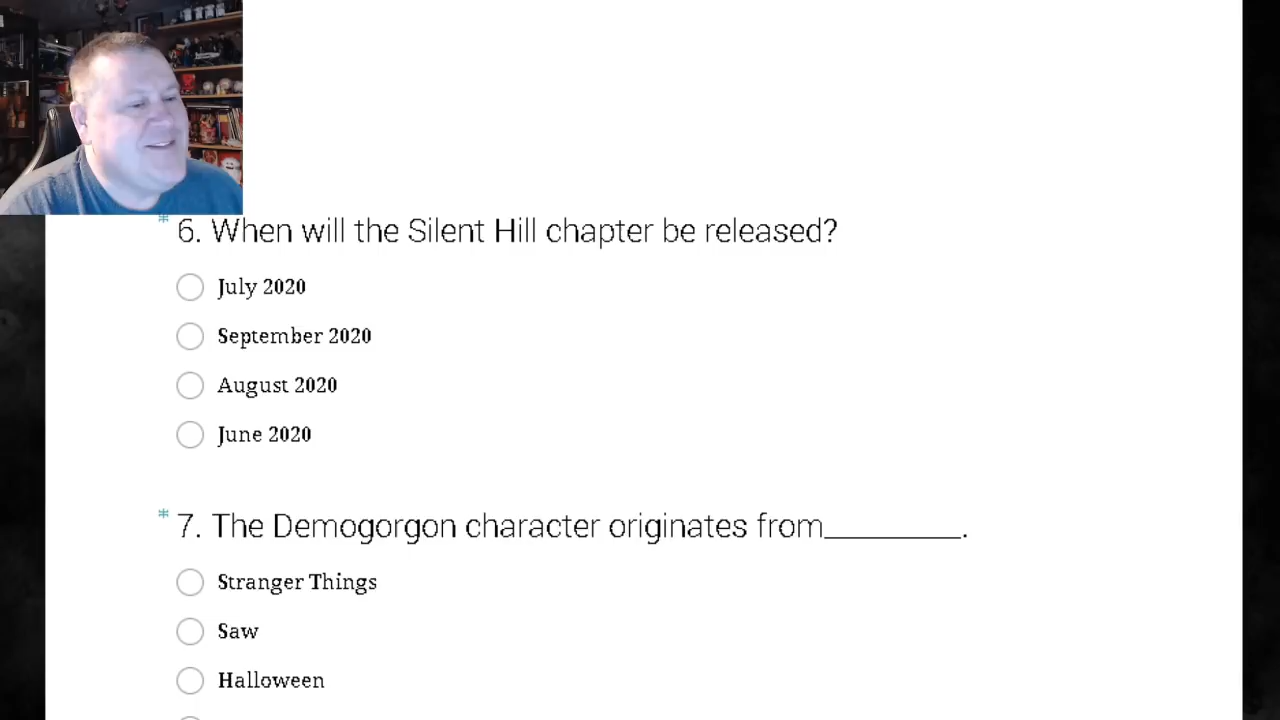 * 6. When will the Silent Hill chapter be released?
July 2020
September 2020
August 2020
June 2020
* 7. The Demogorgon character originates from_________.
Stranger Things
Saw
Halloween